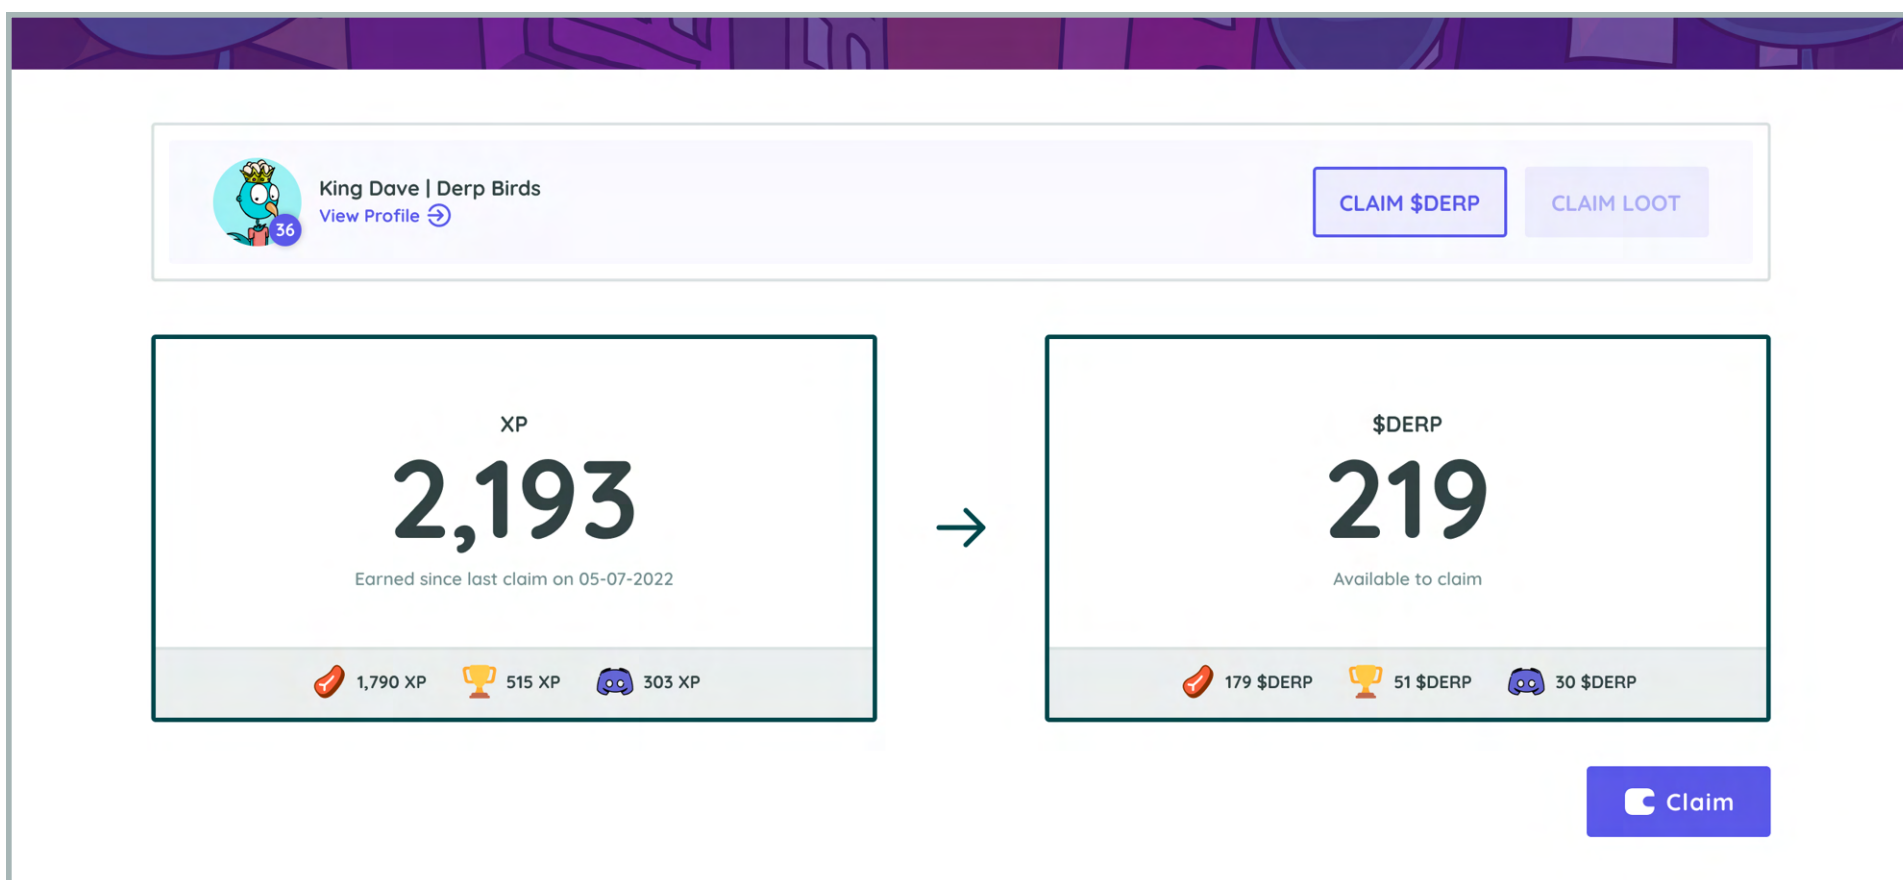 King Dave | Derp Birds
View Profile
36
CLAIM $DERP
CLAIM LOOT
XP
2,193
Earned since last claim on 05-07-2022
1,790 XP 515 XP 303 XP
$DERP
219
Available to claim
179 $DERP 51 $DERP 30 $DERP
Claim